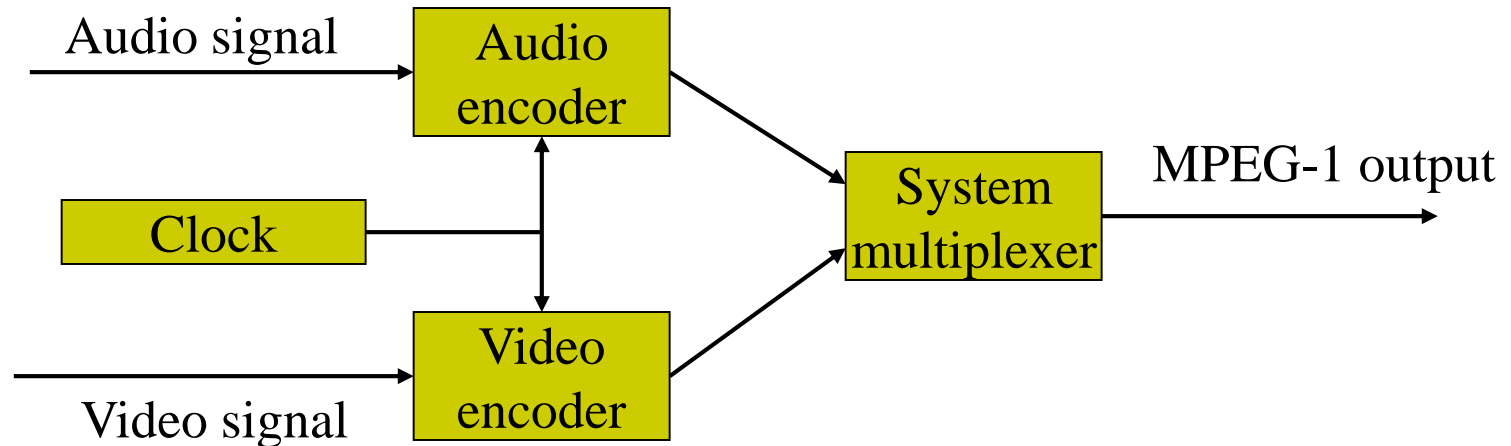 Audio signal
Audio
encoder
Clock
System
multiplexer
MPEG-1 output
Video
encoder
Video signal